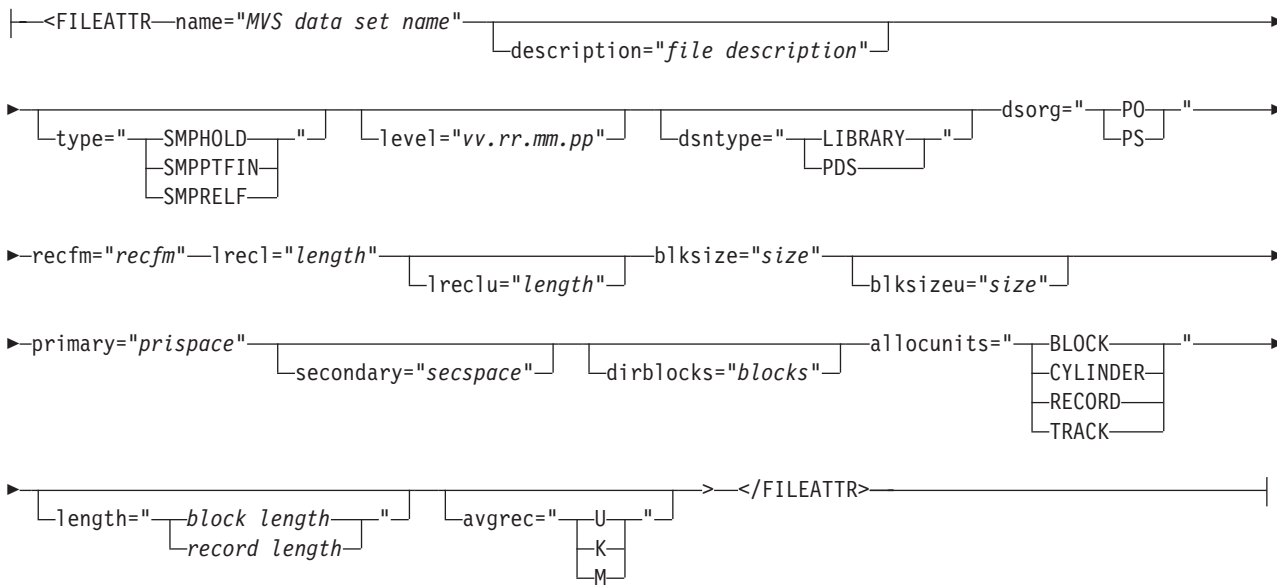 <FILEATTR name="MVS data set name"
description="file description"
type=" SMPHOLD "
SMPPTFIN
SMPRELF
level="vv.rr.mm.pp"
dsntype=" LIBRARY "
PDS
dsorg=" PO "
PS
recfm="recfm" lrecl="length"
lreclu="length"
blksize="size"
blksizeu="size"
primary="prispace"
secondary="secspace"
dirblocks="blocks"
allocunits=" BLOCK "
CYLINDER
RECORD
TRACK
length=" block length "
record length
avgrec=" U "
K
M
> </FILEATTR>